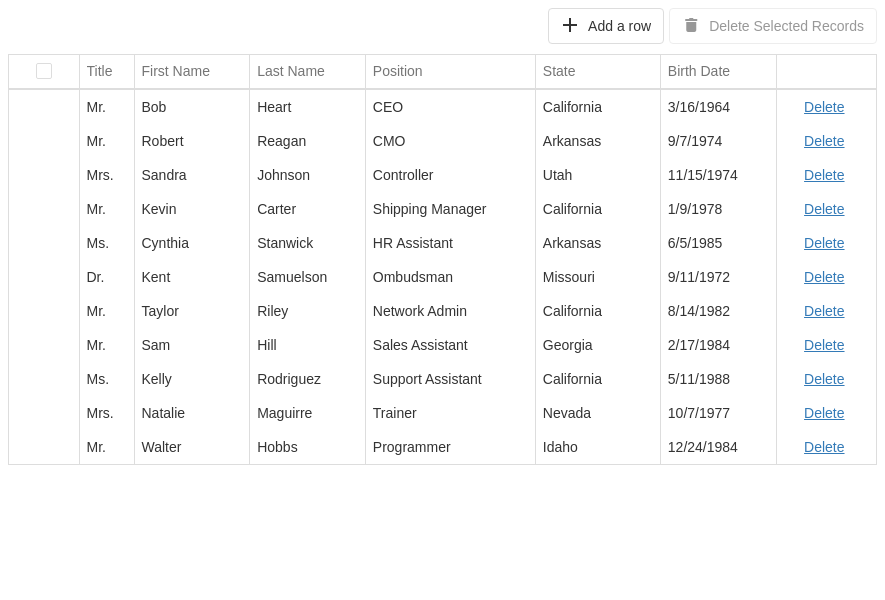 Add a row Delete Selected Records
Title First Name Last Name Position State Birth Date
Mr. Bob Heart CEO California 3/16/1964 Delete
Mr. Robert Reagan CMO Arkansas 9/7/1974 Delete
Mrs. Sandra Johnson Controller Utah 11/15/1974 Delete
Mr. Kevin Carter Shipping Manager California 1/9/1978 Delete
Ms. Cynthia Stanwick HR Assistant Arkansas 6/5/1985 Delete
Dr. Kent Samuelson Ombudsman Missouri 9/11/1972 Delete
Mr. Taylor Riley Network Admin California 8/14/1982 Delete
Mr. Sam Hill Sales Assistant Georgia 2/17/1984 Delete
Ms. Kelly Rodriguez Support Assistant California 5/11/1988 Delete
Mrs. Natalie Maguirre Trainer Nevada 10/7/1977 Delete
Mr. Walter Hobbs Programmer Idaho 12/24/1984 Delete